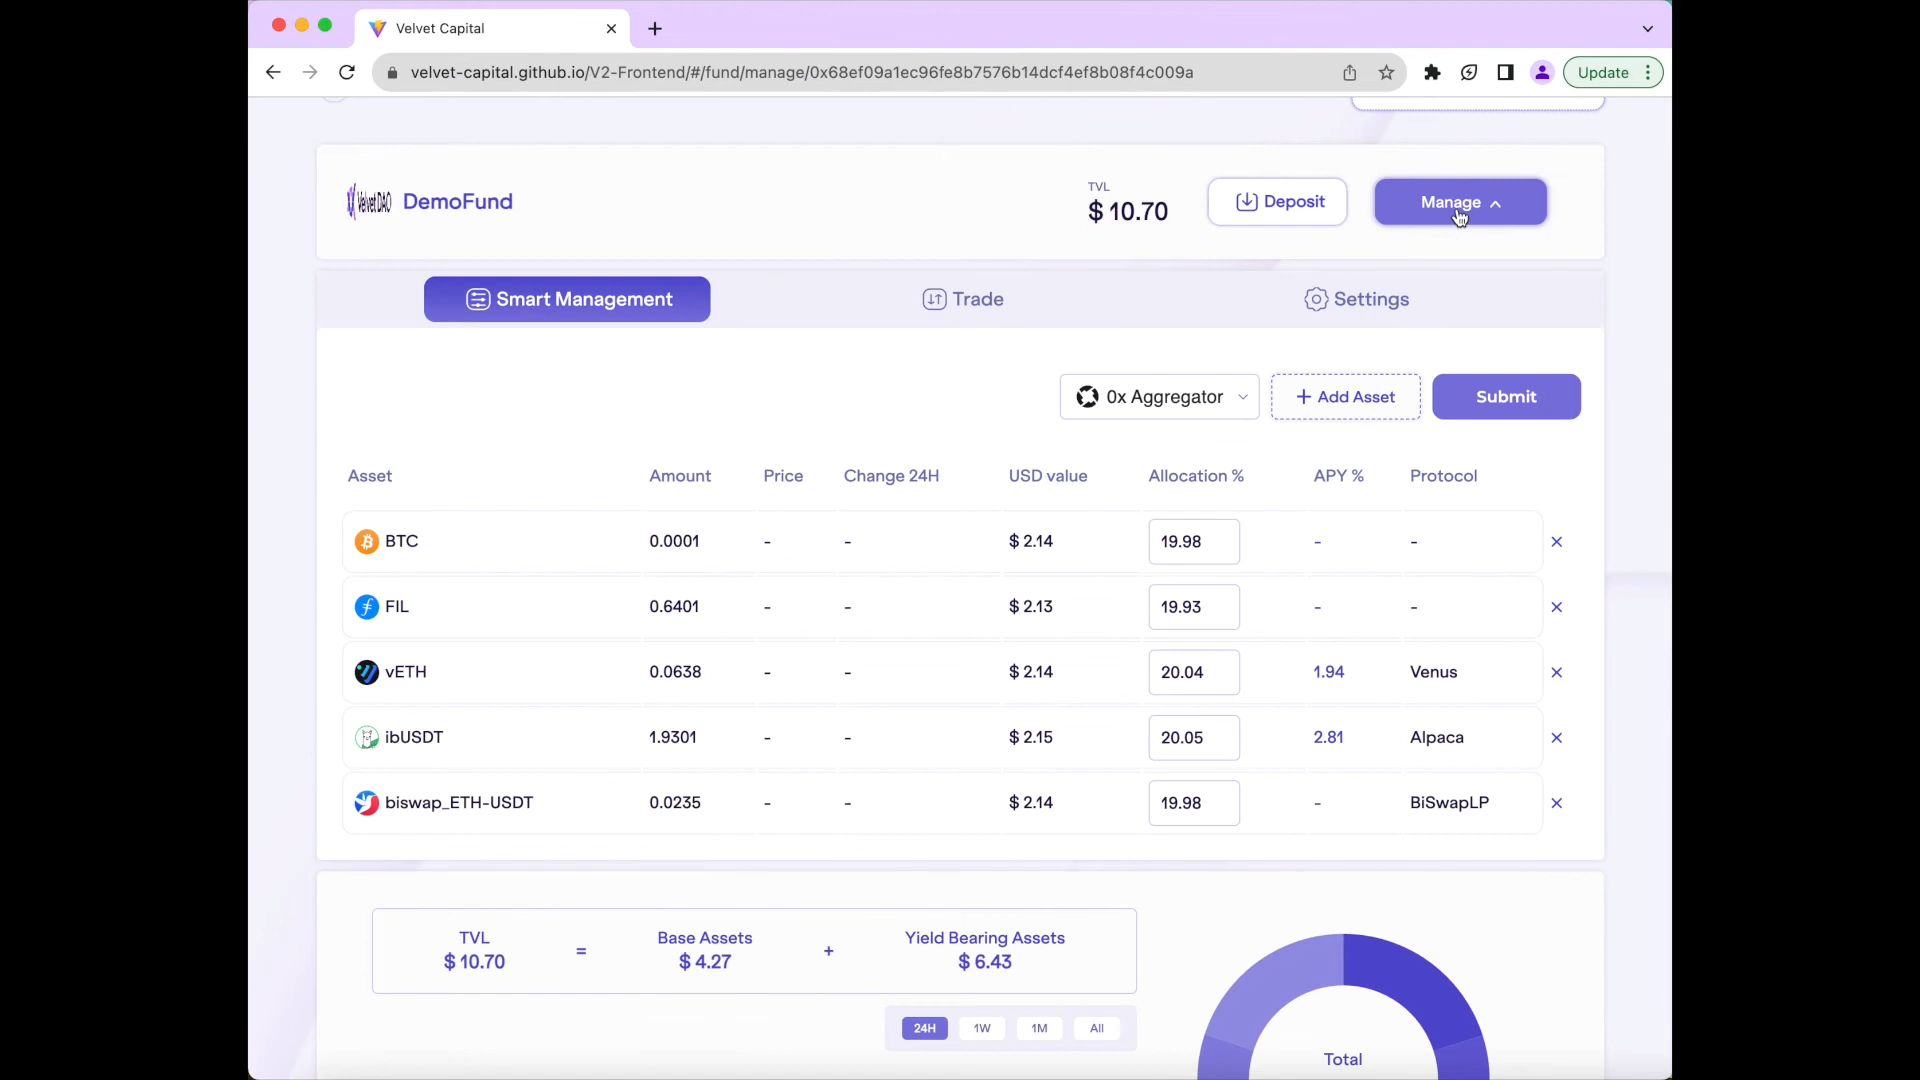 Velvet Capital
velvet-capital.github.io/V2-Frontend/#/fund/manage/0x68ef09a1ec96fe8b7576b14dcf4ef8b08f4c009a
Update
VelvetDAO
DemoFund
TVL
$ 10.70
Deposit
Manage
Smart Management
Trade
Settings
0x Aggregator
+ Add Asset
Submit
Asset Amount Price Change 24H USD value Allocation % APY % Protocol
BTC 0.0001 - - $ 2.14 19.98 - -
FIL 0.6401 - - $ 2.13 19.93 - -
vETH 0.0638 - - $ 2.14 20.04 1.94 Venus
ibUSDT 1.9301 - - $ 2.15 20.05 2.81 Alpaca
biswap_ETH-USDT 0.0235 - - $ 2.14 19.98 - BiSwapLP
TVL = Base Assets + Yield Bearing Assets
$ 10.70 $ 4.27 $ 6.43
24H 1W 1M All
Total